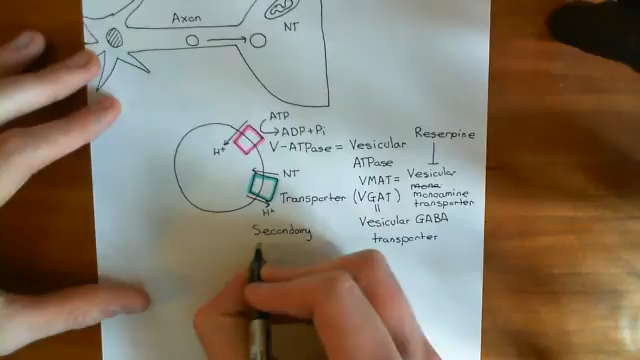 Axon
NT
ATP
ADP+Pi
H+
V-ATPase = Vesicular
ATPase
Reserpine
NT
VMAT = Vesicular
mona
monoamine
transporter
Transporter (VGAT)
H+
=
Vesicular GABA
transporter
Secondary